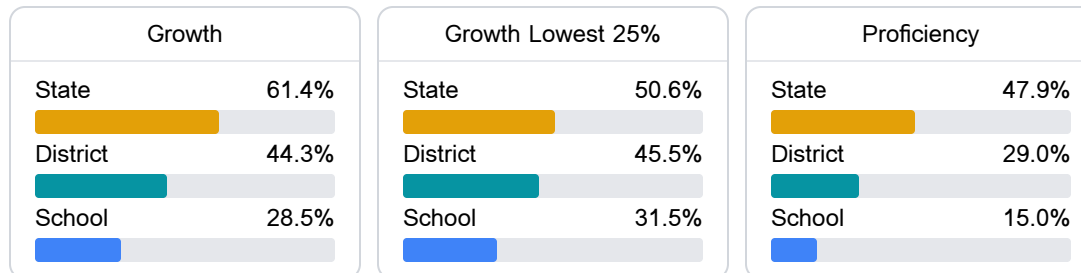 Growth
State 61.4%
District 44.3%
School 28.5%
Growth Lowest 25%
State 50.6%
District 45.5%
School 31.5%
Proficiency
State 47.9%
District 29.0%
School 15.0%